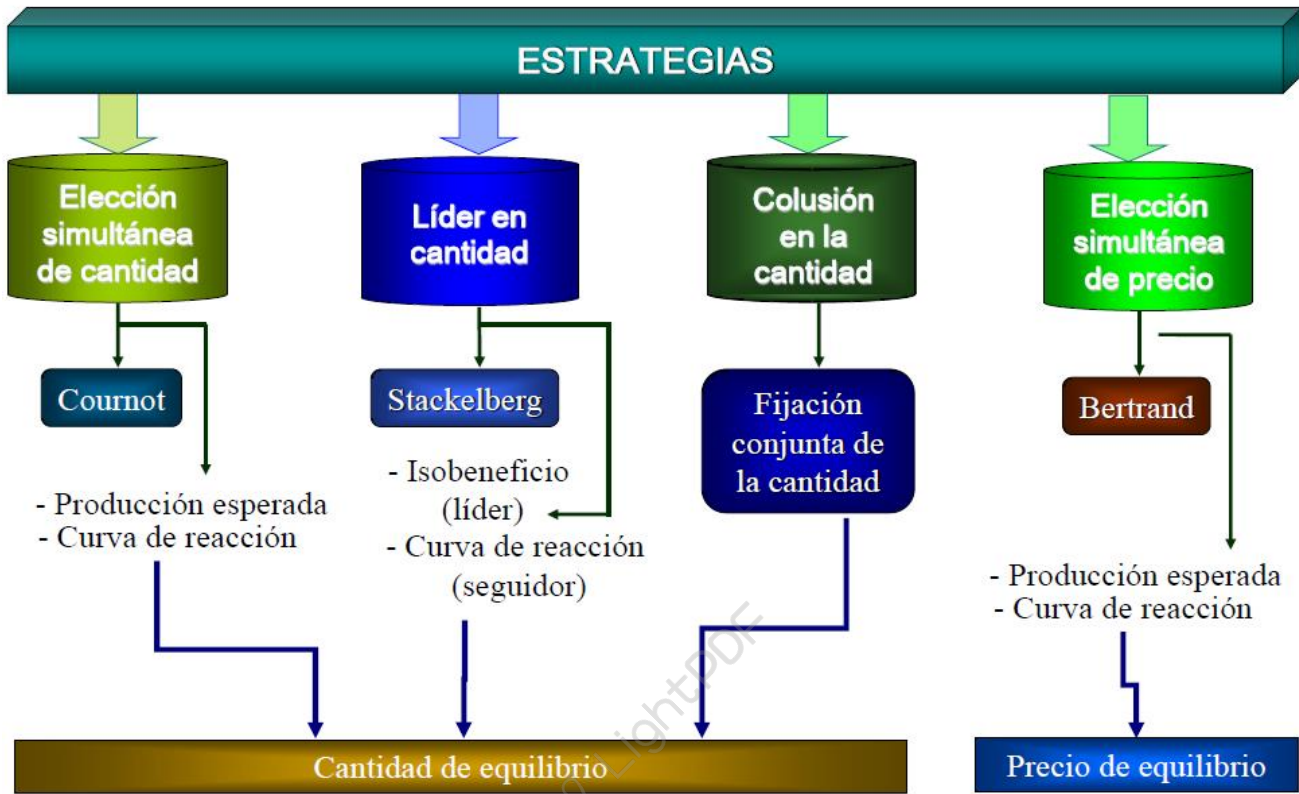 ESTRATEGIAS
Elección
simultánea
de cantidad
Líder en
cantidad
Colusión
en la
cantidad
Elección
simultánea
de precio
Cournot
Stackelberg
Fijación
conjunta de
la cantidad
Bertrand
- Producción esperada
- Curva de reacción
- Isobeneficio
(líder)
- Curva de reacción
(seguidor)
- Producción esperada
- Curva de reacción
Cantidad de equilibrio
Precio de equilibrio
LightPDF